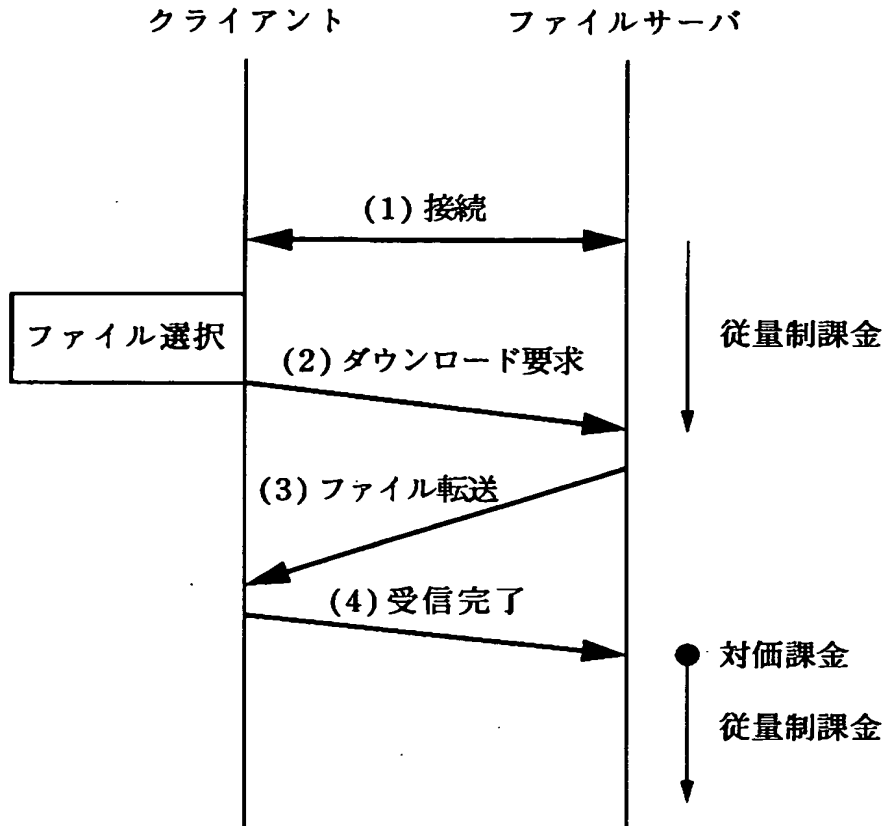 クライアント
ファイルサーバ
(1)接続
ファイル選択
従量制課金
(2)ダウンロード要求
(3)ファイル転送
(4)受信完了
対価課金
従量制課金